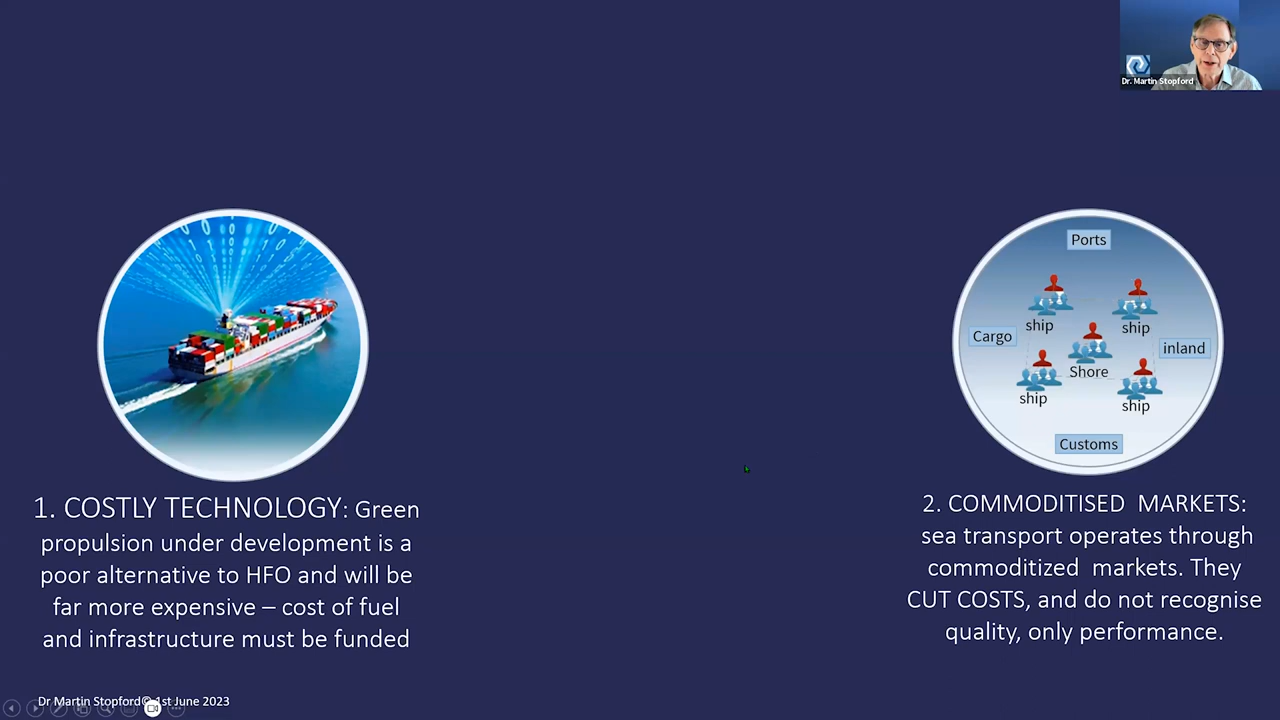 Dr. Martin Stopford
1. COSTLY TECHNOLOGY: Green
propulsion under development is a
poor alternative to HFO and will be
far more expensive – cost of fuel
and infrastructure must be funded
Ports
ship
ship
Cargo
inland
Shore
ship
ship
Customs
2. COMMODITISED MARKETS:
sea transport operates through
commoditized markets. They
CUT COSTS, and do not recognise
quality, only performance.
Dr Martin Stopford© 1st June 2023